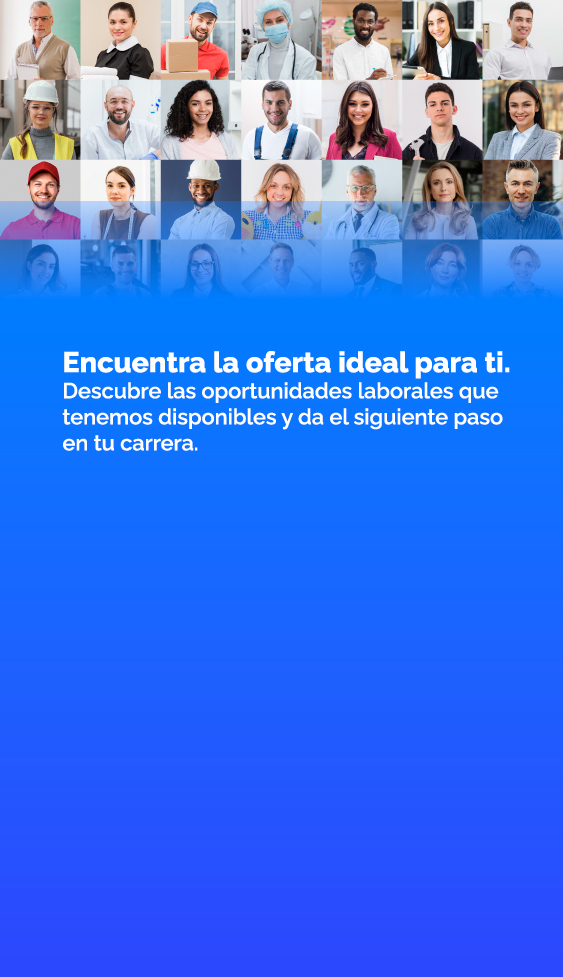 Encuentra la oferta ideal para ti.
Descubre las oportunidades laborales que
tenemos disponibles y da el siguiente paso
en tu carrera.